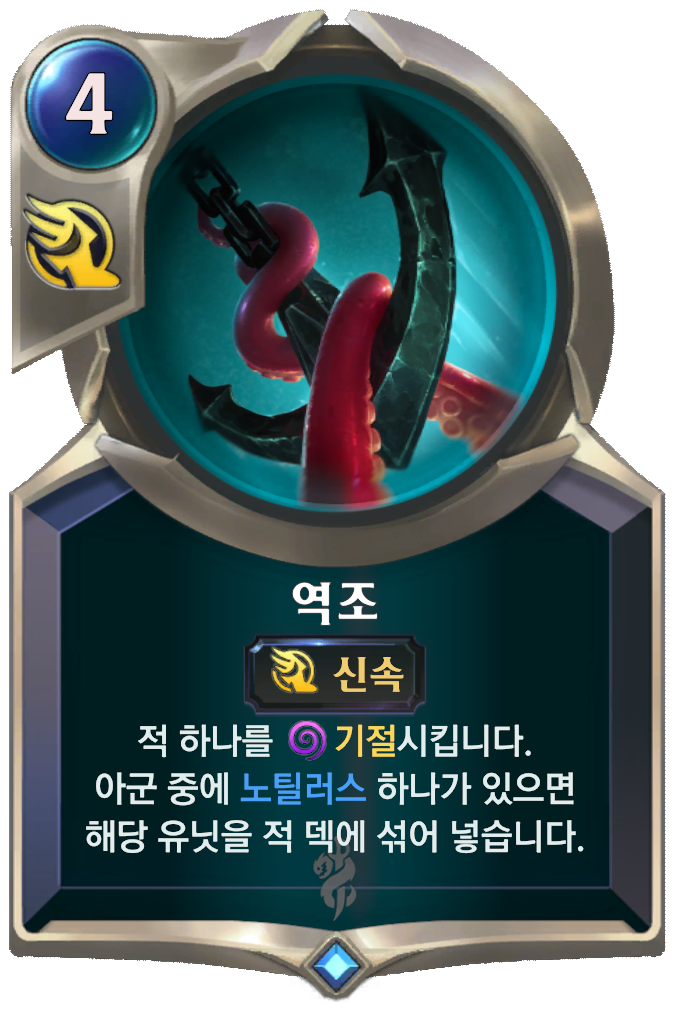 4
역조
신속
적 하나를 기절시킵니다.
아군 중에 노틸러스 하나가 있으면
해당 유닛을 적 덱에 섞어 넣습니다.